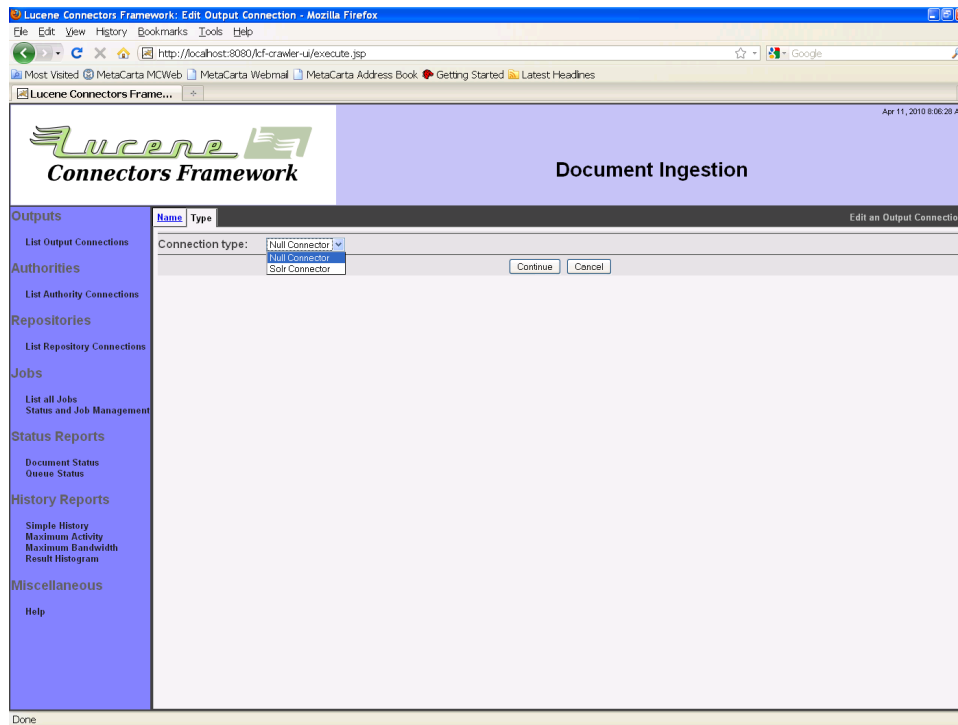 Lucene Connectors Framework: Edit Output Connection - Mozilla Firefox
File Edit View History Bookmarks Tools Help
http://localhost:8080/lcf-crawler-ui/execute.jsp
Google
Most Visited MetaCarta MCWeb MetaCarta Webmail MetaCarta Address Book Getting Started Latest Headlines
Lucene Connectors Frame...
Apr 11, 2010 8:06:28 A
Lucene
Connectors Framework
Document Ingestion
Outputs
List Output Connections
Authorities
List Authority Connections
Repositories
List Repository Connections
Jobs
List all Jobs
Status and Job Management
Status Reports
Document Status
Queue Status
History Reports
Simple History
Maximum Activity
Maximum Bandwidth
Result Histogram
Miscellaneous
Help
Name Type
Edit an Output Connectio
Connection type: Null Connector
Null Connector
Solr Connector
Continue Cancel
Done